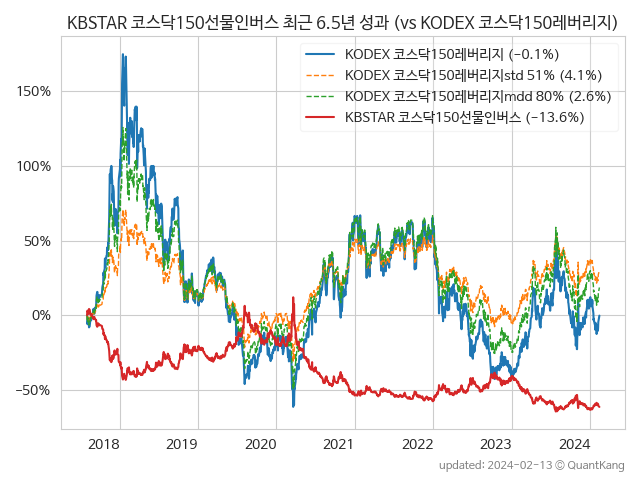 KBSTAR 코스닥150선물인버스 최근 6.5년 성과 (vs KODEX 코스닥150레버리지)
KODEX 코스닥150레버리지 (-0.1%)
KODEX 코스닥150레버리지std 51% (4.1%)
KODEX 코스닥150레버리지mdd 80% (2.6%)
KBSTAR 코스닥150선물인버스 (-13.6%)
150%
100%
50%
0%
-50%
2018 2019 2020 2021 2022 2023 2024
updated: 2024-02-13 © QuantKang